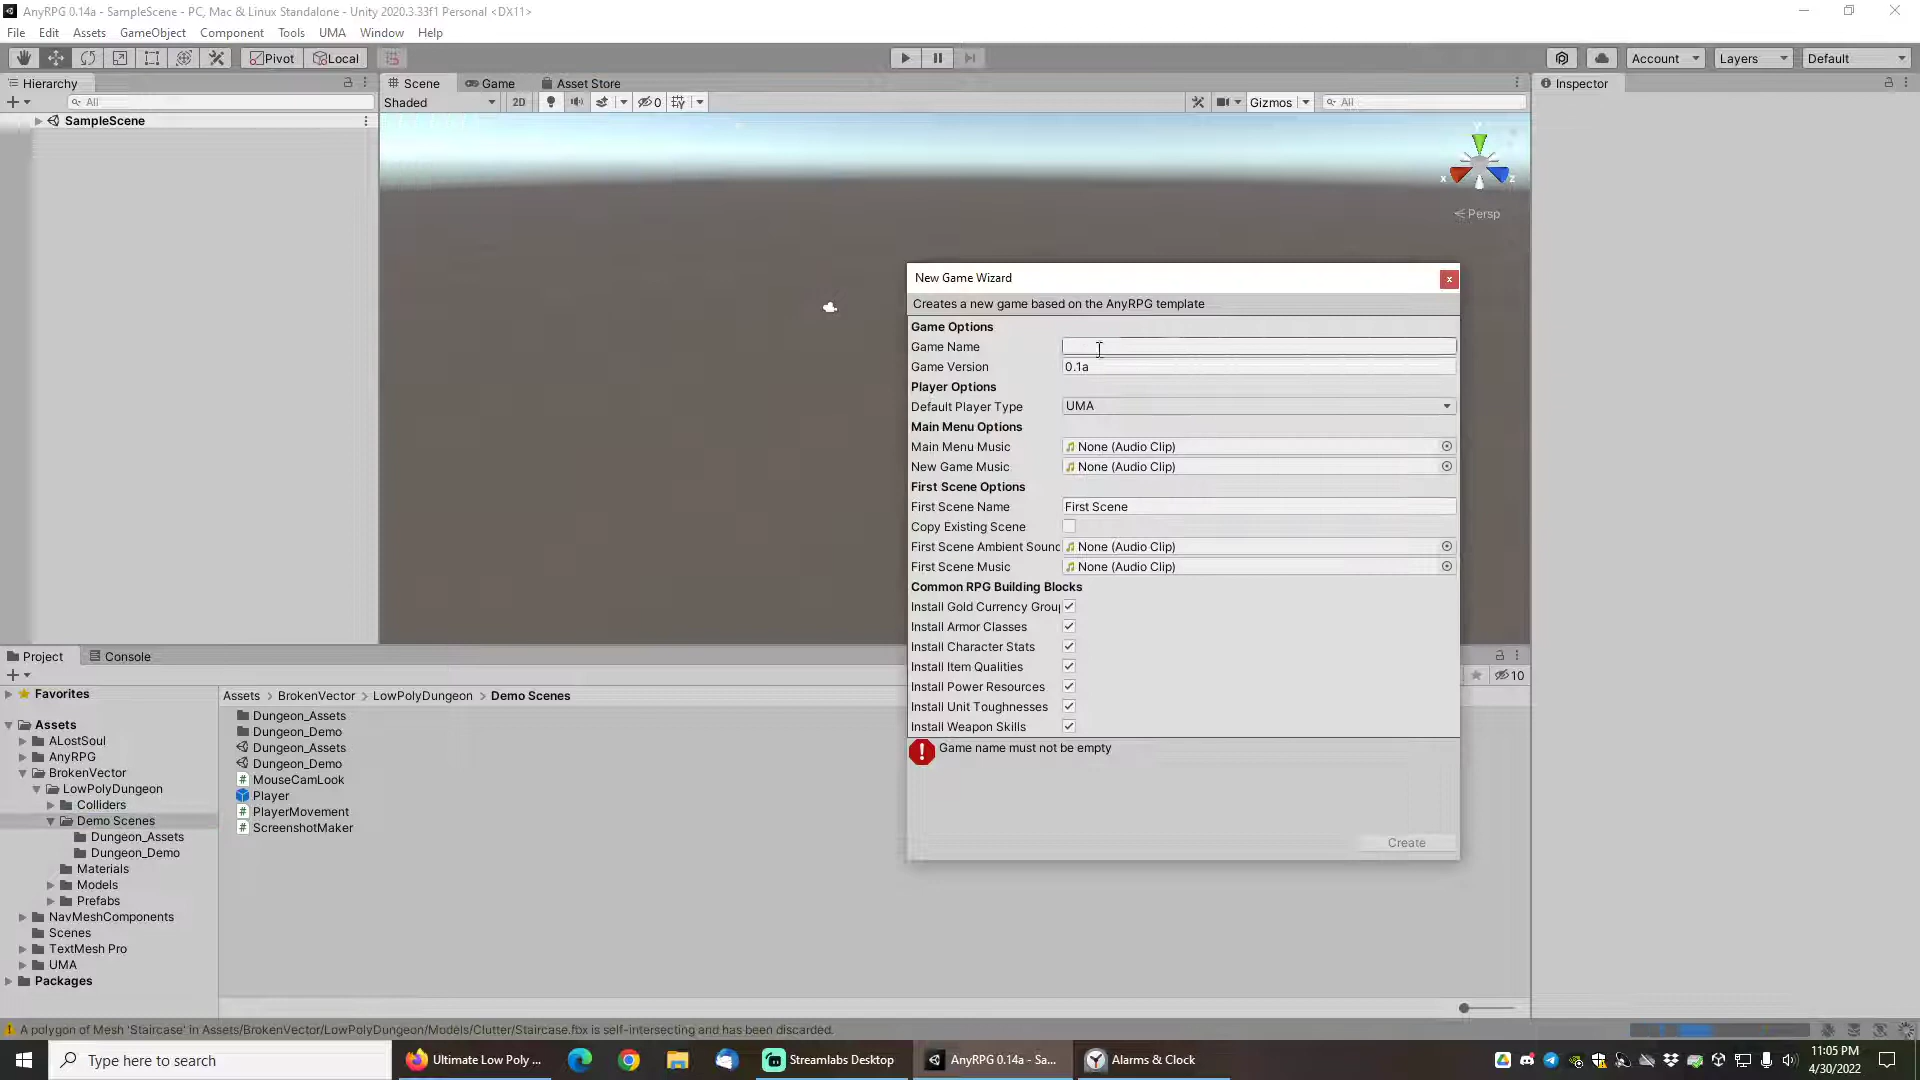 AnyRPG 0.14a - SampleScene - PC, Mac & Linux Standalone - Unity 2020.3.33f1 Personal <DX11>
File Edit Assets GameObject Component Tools UMA Window Help
Pivot Local Account Layers Default
Hierarchy Scene Game Asset Store Inspector
All Shaded 2D 0 Gizmos All
SampleScene
Y
X Z
Persp
New Game Wizard x
Creates a new game based on the AnyRPG template
Game Options
Game Name
Game Version 0.1a
Player Options
Default Player Type UMA
Main Menu Options
Main Menu Music None (Audio Clip)
New Game Music None (Audio Clip)
First Scene Options
First Scene Name First Scene
Copy Existing Scene
First Scene Ambient Sound None (Audio Clip)
First Scene Music None (Audio Clip)
Common RPG Building Blocks
Install Gold Currency Group
Install Armor Classes
Install Character Stats
Install Item Qualities
Install Power Resources
Install Unit Toughnesses
Install Weapon Skills
Game name must not be empty
Create
Project Console
10
Favorites
Assets
ALostSoul
AnyRPG
BrokenVector
LowPolyDungeon
Colliders
Demo Scenes
Dungeon_Assets
Dungeon_Demo
Materials
Models
Prefabs
NavMeshComponents
Scenes
TextMesh Pro
UMA
Packages
Assets > BrokenVector > LowPolyDungeon > Demo Scenes
Dungeon_Assets
Dungeon_Demo
Dungeon_Assets
Dungeon_Demo
MouseCamLook
Player
PlayerMovement
ScreenshotMaker
A polygon of Mesh 'Staircase' in Assets/BrokenVector/LowPolyDungeon/Models/Clutter/Staircase.fbx is self-intersecting and has been discarded.
Type here to search
Ultimate Low Poly ...
Streamlabs Desktop
AnyRPG 0.14a - Sa...
Alarms & Clock
11:05 PM
4/30/2022